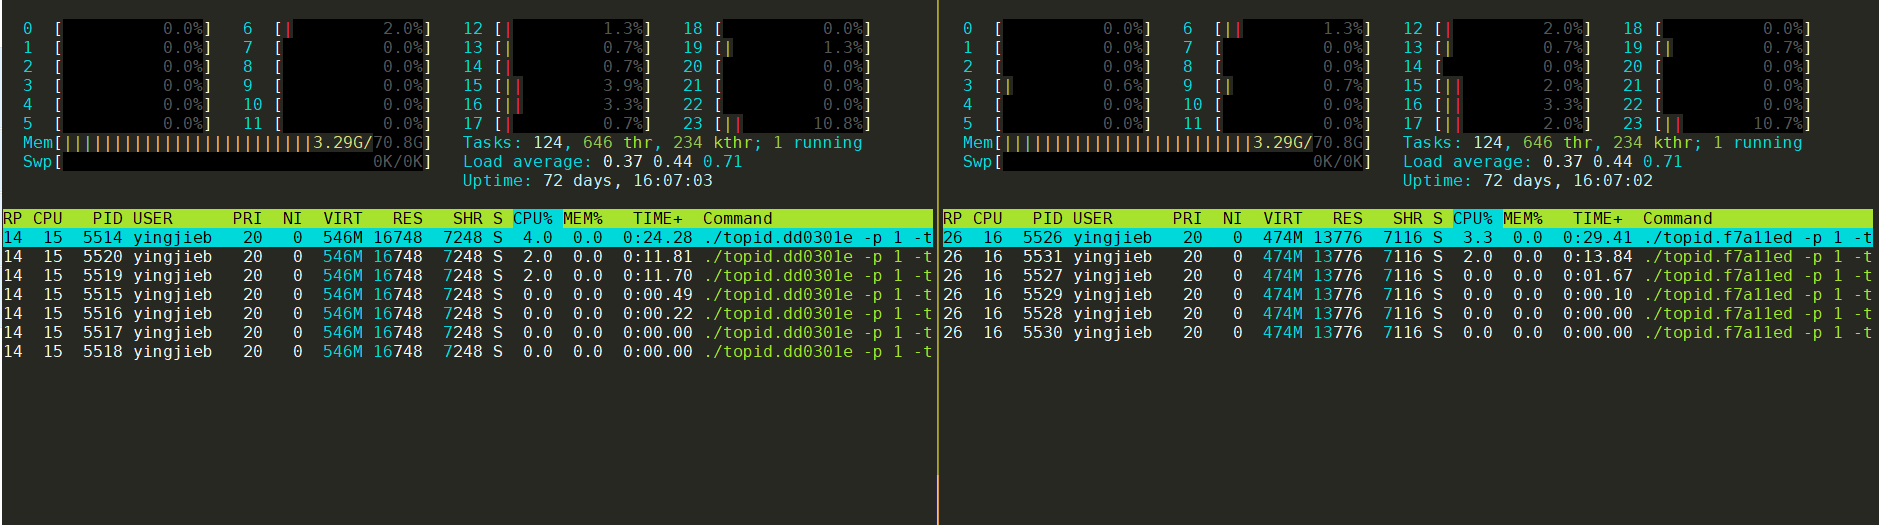 0 [ 0.0%] 6 [| 2.0%] 12 [| 1.3%] 18 [ 0.0%]
1 [ 0.0%] 7 [ 0.0%] 13 [| 0.7%] 19 [| 1.3%]
2 [ 0.0%] 8 [ 0.0%] 14 [| 0.7%] 20 [ 0.0%]
3 [ 0.0%] 9 [ 0.0%] 15 [|| 3.9%] 21 [ 0.0%]
4 [ 0.0%] 10 [ 0.0%] 16 [|| 3.3%] 22 [ 0.0%]
5 [ 0.0%] 11 [ 0.0%] 17 [| 0.7%] 23 [|| 10.8%]
Mem[|||||||||||||||||||||||||3.29G/70.8G] Tasks: 124, 646 thr, 234 kthr; 1 running
Swp[ 0K/0K] Load average: 0.37 0.44 0.71
Uptime: 72 days, 16:07:03
RP CPU PID USER PRI NI VIRT RES SHR S CPU% MEM% TIME+ Command
14 15 5514 yingjieb 20 0 546M 16748 7248 S 4.0 0.0 0:24.28 ./topid.dd0301e -p 1 -t
14 15 5520 yingjieb 20 0 546M 16748 7248 S 2.0 0.0 0:11.81 ./topid.dd0301e -p 1 -t
14 15 5519 yingjieb 20 0 546M 16748 7248 S 2.0 0.0 0:11.70 ./topid.dd0301e -p 1 -t
14 15 5515 yingjieb 20 0 546M 16748 7248 S 0.0 0.0 0:00.49 ./topid.dd0301e -p 1 -t
14 15 5516 yingjieb 20 0 546M 16748 7248 S 0.0 0.0 0:00.22 ./topid.dd0301e -p 1 -t
14 15 5517 yingjieb 20 0 546M 16748 7248 S 0.0 0.0 0:00.00 ./topid.dd0301e -p 1 -t
14 15 5518 yingjieb 20 0 546M 16748 7248 S 0.0 0.0 0:00.00 ./topid.dd0301e -p 1 -t
0 [ 0.0%] 6 [|| 1.3%] 12 [| 2.0%] 18 [ 0.0%]
1 [ 0.0%] 7 [ 0.0%] 13 [| 0.7%] 19 [| 0.7%]
2 [ 0.0%] 8 [ 0.0%] 14 [ 0.0%] 20 [ 0.0%]
3 [| 0.6%] 9 [| 0.7%] 15 [|| 2.0%] 21 [ 0.0%]
4 [ 0.0%] 10 [ 0.0%] 16 [|| 3.3%] 22 [ 0.0%]
5 [ 0.0%] 11 [ 0.0%] 17 [|| 2.0%] 23 [|| 10.7%]
Mem[|||||||||||||||||||||||||3.29G/70.8G] Tasks: 124, 646 thr, 234 kthr; 1 running
Swp[ 0K/0K] Load average: 0.37 0.44 0.71
Uptime: 72 days, 16:07:02
RP CPU PID USER PRI NI VIRT RES SHR S CPU% MEM% TIME+ Command
26 16 5526 yingjieb 20 0 474M 13776 7116 S 3.3 0.0 0:29.41 ./topid.f7a11ed -p 1 -t
26 16 5531 yingjieb 20 0 474M 13776 7116 S 2.0 0.0 0:13.84 ./topid.f7a11ed -p 1 -t
26 16 5527 yingjieb 20 0 474M 13776 7116 S 0.0 0.0 0:01.67 ./topid.f7a11ed -p 1 -t
26 16 5529 yingjieb 20 0 474M 13776 7116 S 0.0 0.0 0:00.10 ./topid.f7a11ed -p 1 -t
26 16 5528 yingjieb 20 0 474M 13776 7116 S 0.0 0.0 0:00.00 ./topid.f7a11ed -p 1 -t
26 16 5530 yingjieb 20 0 474M 13776 7116 S 0.0 0.0 0:00.00 ./topid.f7a11ed -p 1 -t